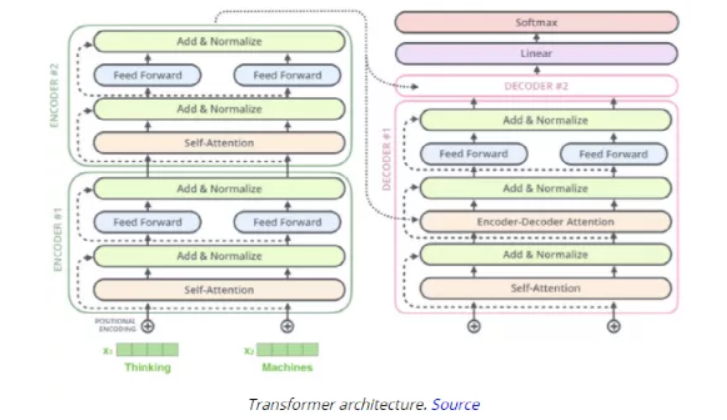 ENCODER #2
Add & Normalize
Feed Forward Feed Forward
Add & Normalize
Self-Attention
ENCODER #1
Add & Normalize
Feed Forward Feed Forward
Add & Normalize
Self-Attention
POSITIONAL
ENCODING
X₁ X₂
Thinking Machines
Softmax
Linear
DECODER #2
DECODER #1
Add & Normalize
Feed Forward Feed Forward
Add & Normalize
Encoder-Decoder Attention
Add & Normalize
Self-Attention
Transformer architecture. Source